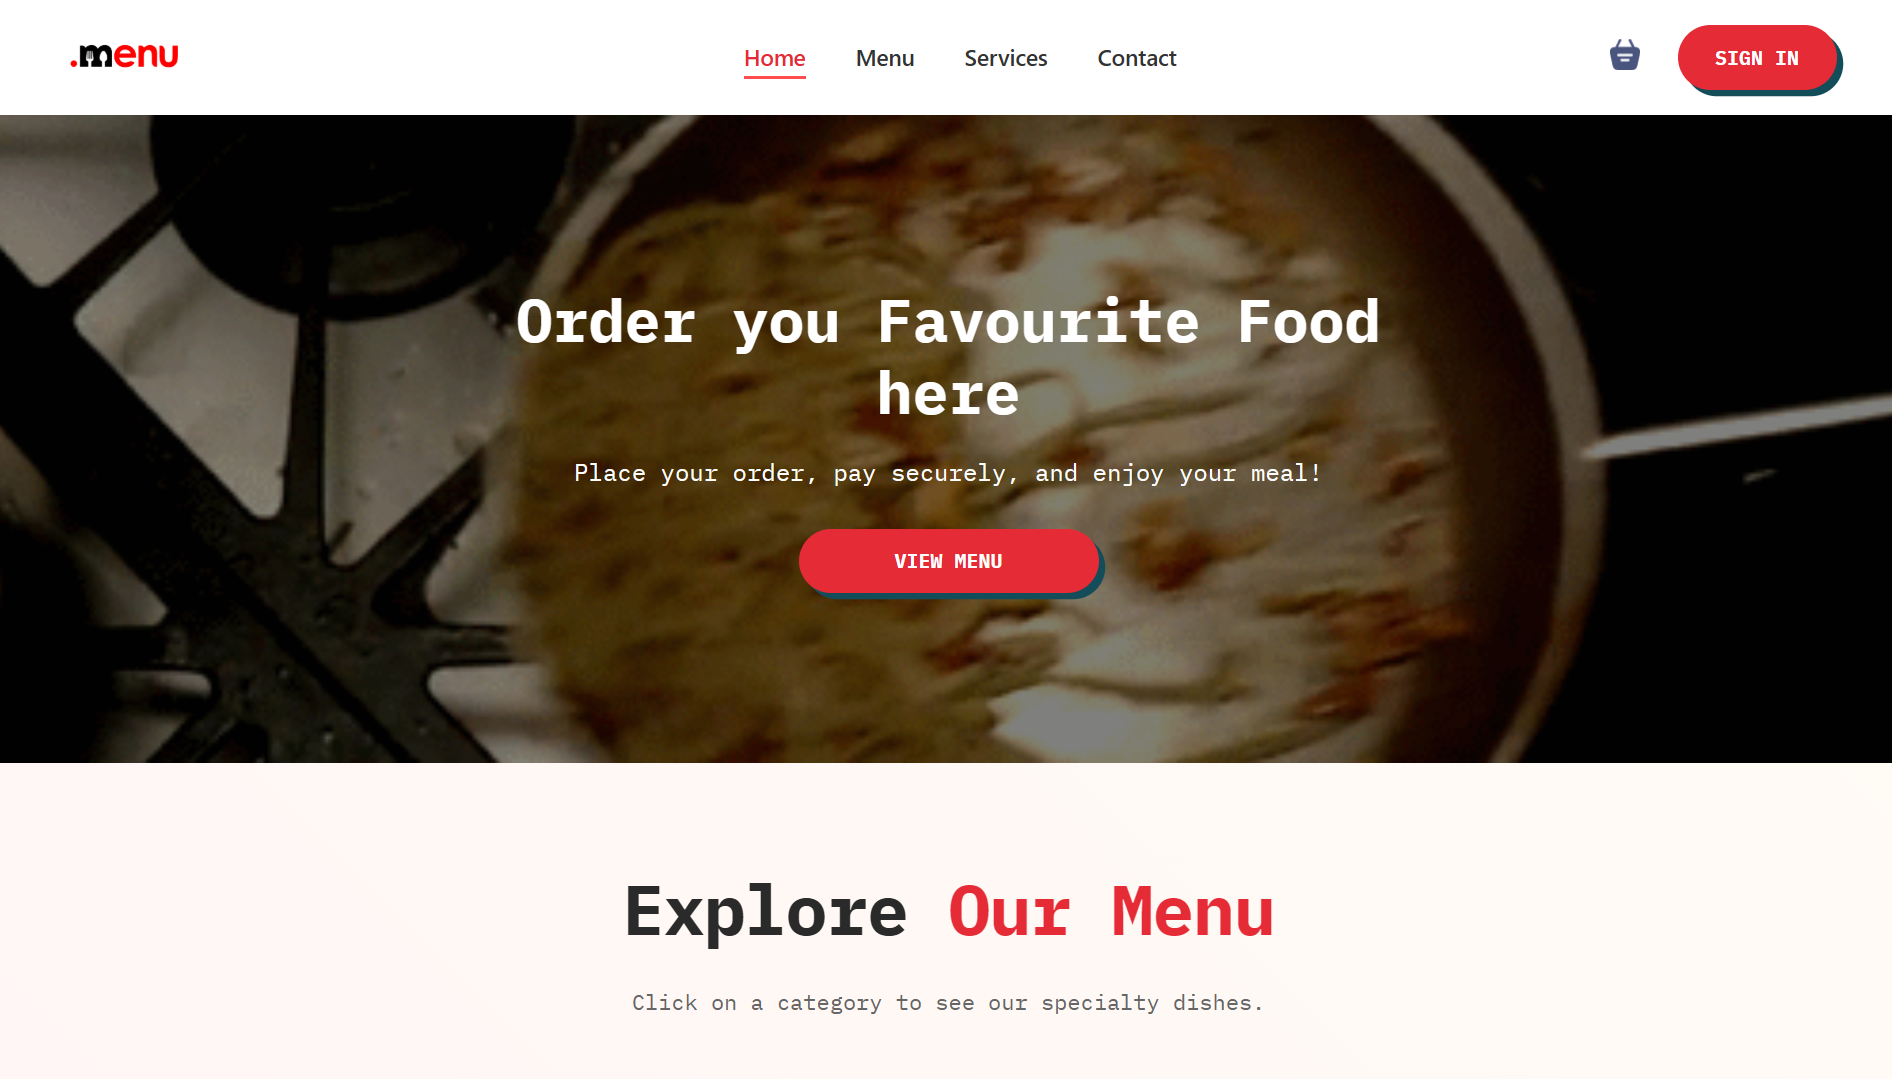 .menu
Home
Menu
Services
Contact
SIGN IN
Order you Favourite Food
here
Place your order, pay securely, and enjoy your meal!
VIEW MENU
Explore Our Menu
Click on a category to see our specialty dishes.